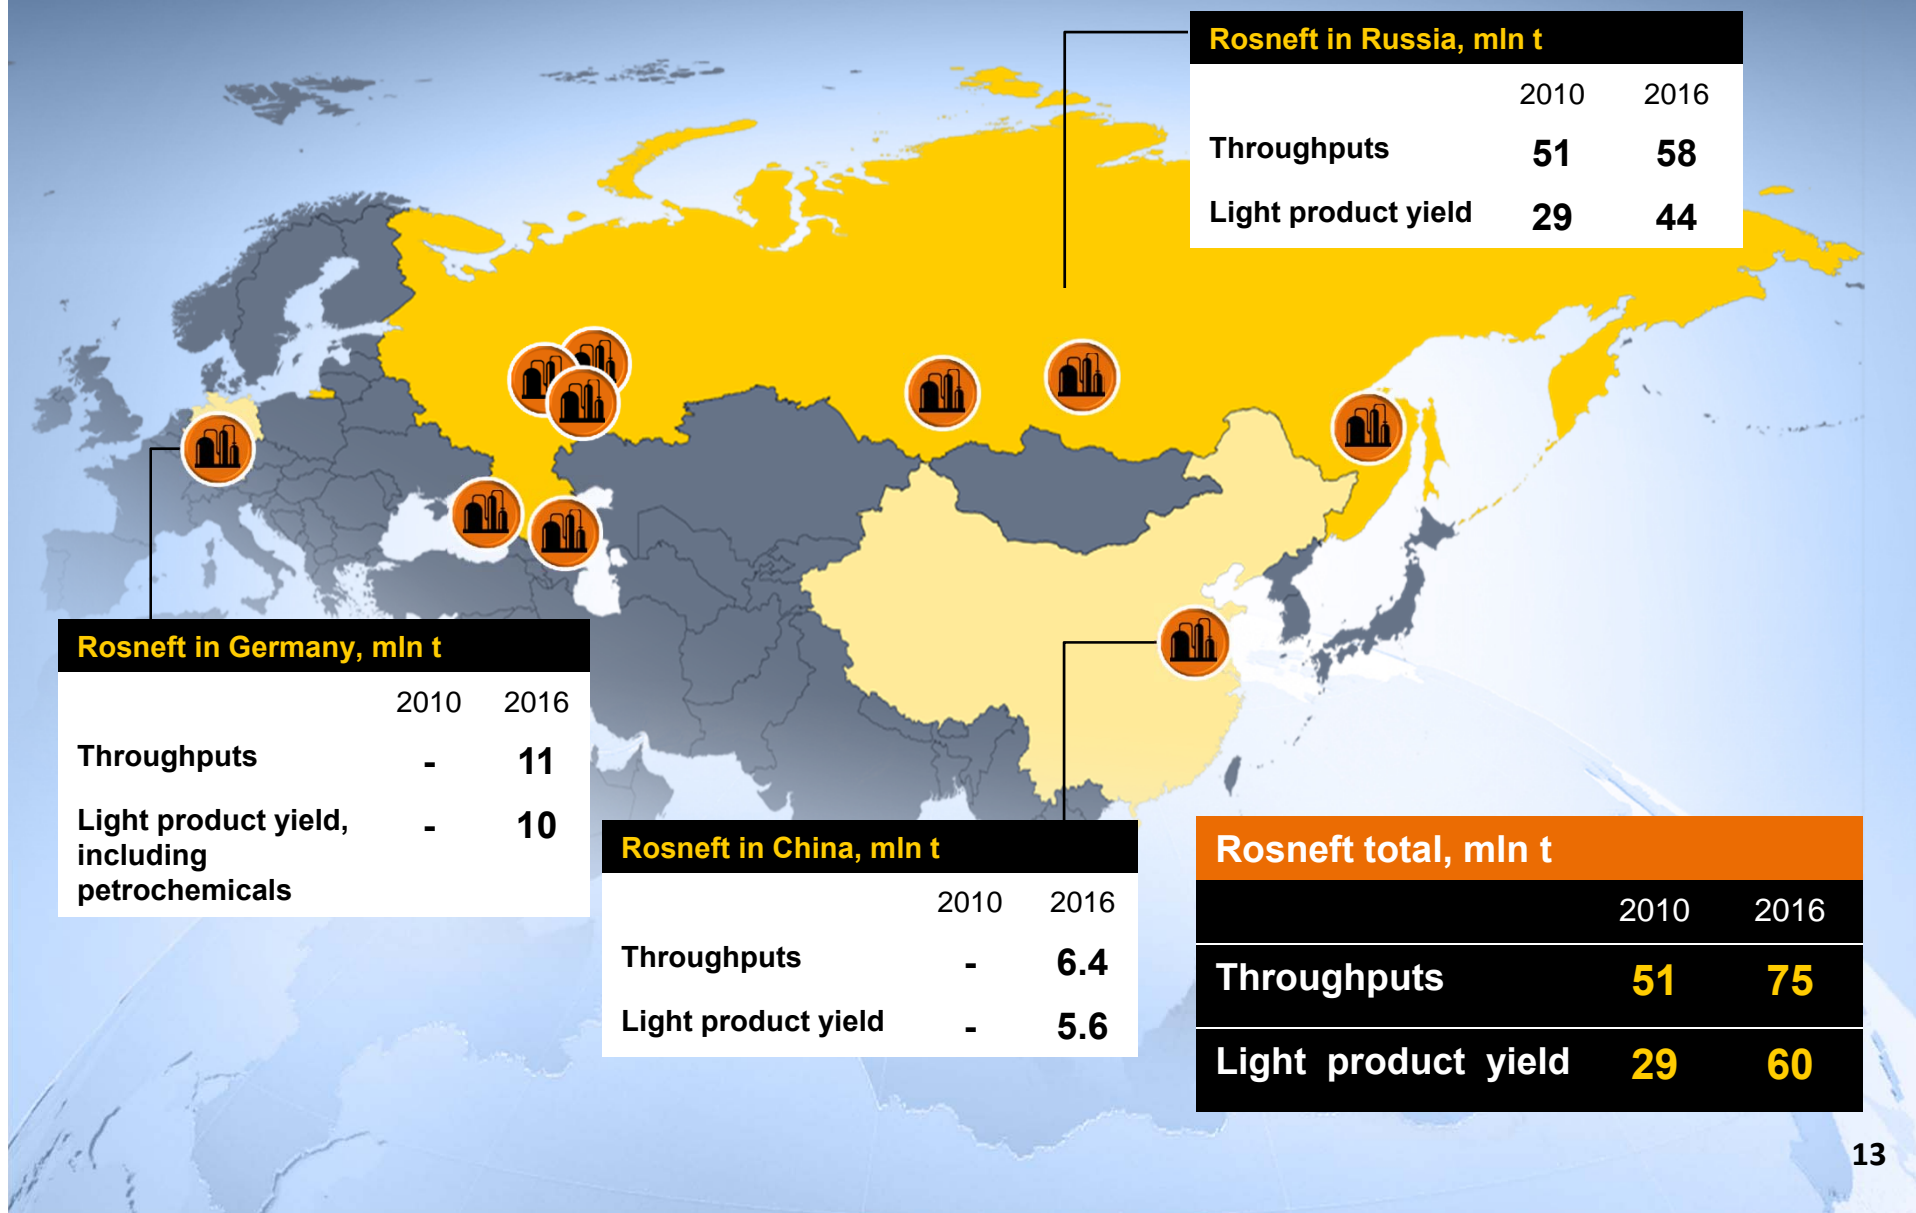 Rosneft in Russia, mln t
2010 2016
Throughputs 51 58
Light product yield 29 44
Rosneft in Germany, mln t
2010 2016
Throughputs - 11
Light product yield, - 10
including
petrochemicals
Rosneft in China, mln t
2010 2016
Throughputs - 6.4
Light product yield - 5.6
Rosneft total, mln t
2010 2016
Throughputs 51 75
Light product yield 29 60
13